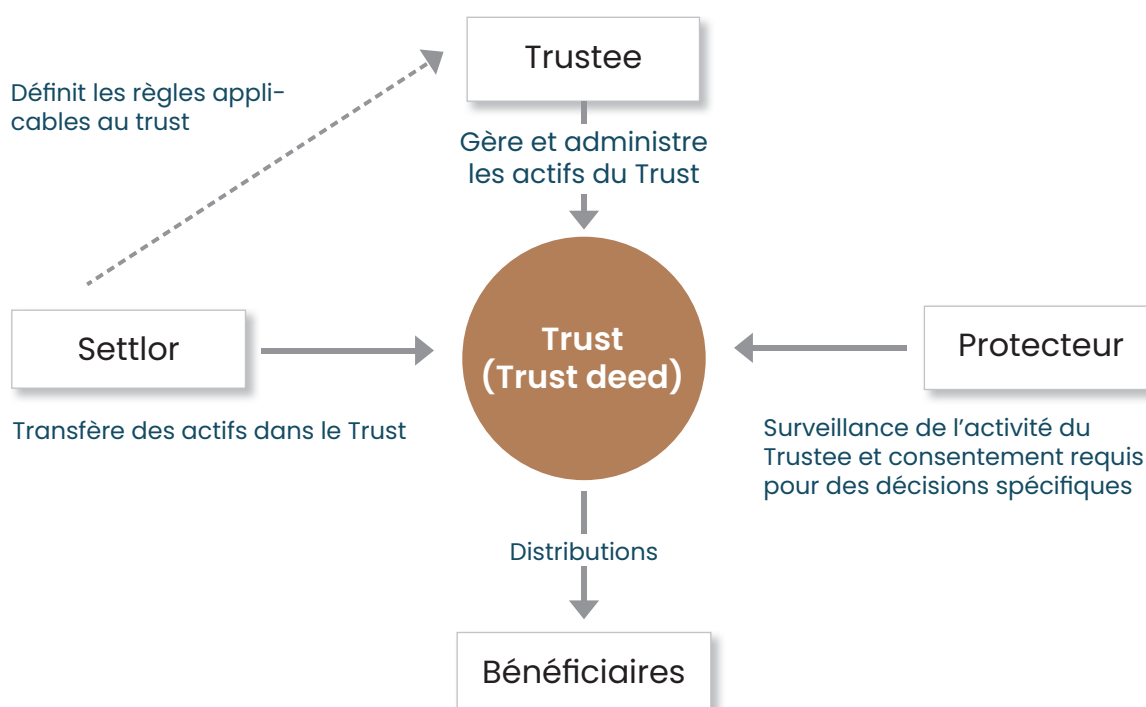 Trustee
Définit les règles appli-
cables au trust
Gère et administre
les actifs du Trust
Settlor
Trust
(Trust deed)
Protecteur
Transfère des actifs dans le Trust
Surveillance de l’activité du
Trustee et consentement requis
pour des décisions spécifiques
Distributions
Bénéficiaires